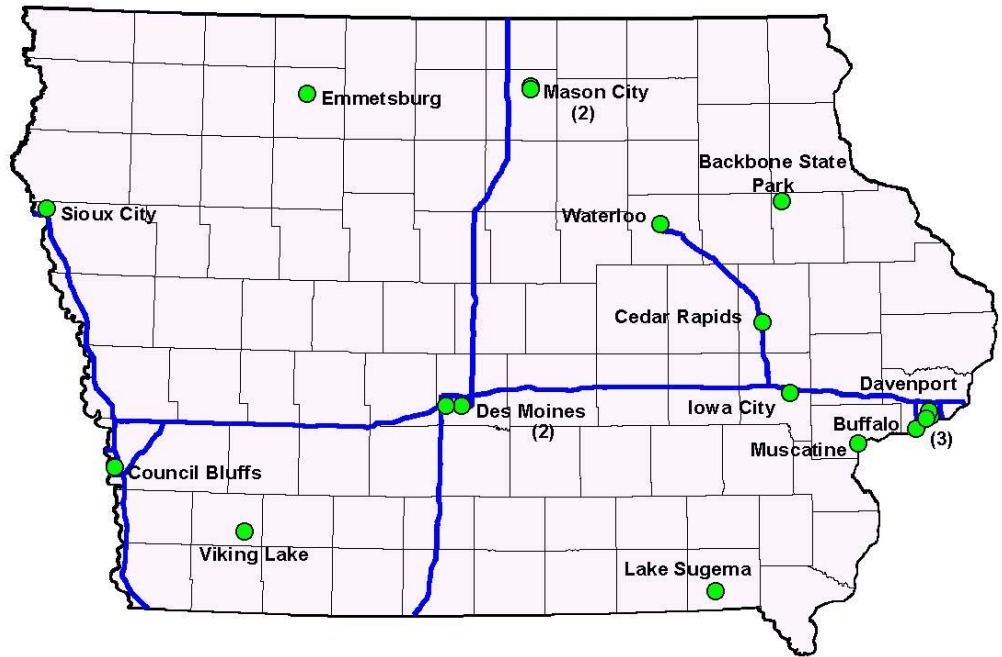 Emmetsburg
Mason City
(2)
Backbone State
Park
Sioux City
Waterloo
Cedar Rapids
Davenport
Des Moines
(2)
Iowa City
Buffalo
(3)
Muscatine
Council Bluffs
Viking Lake
Lake Sugema